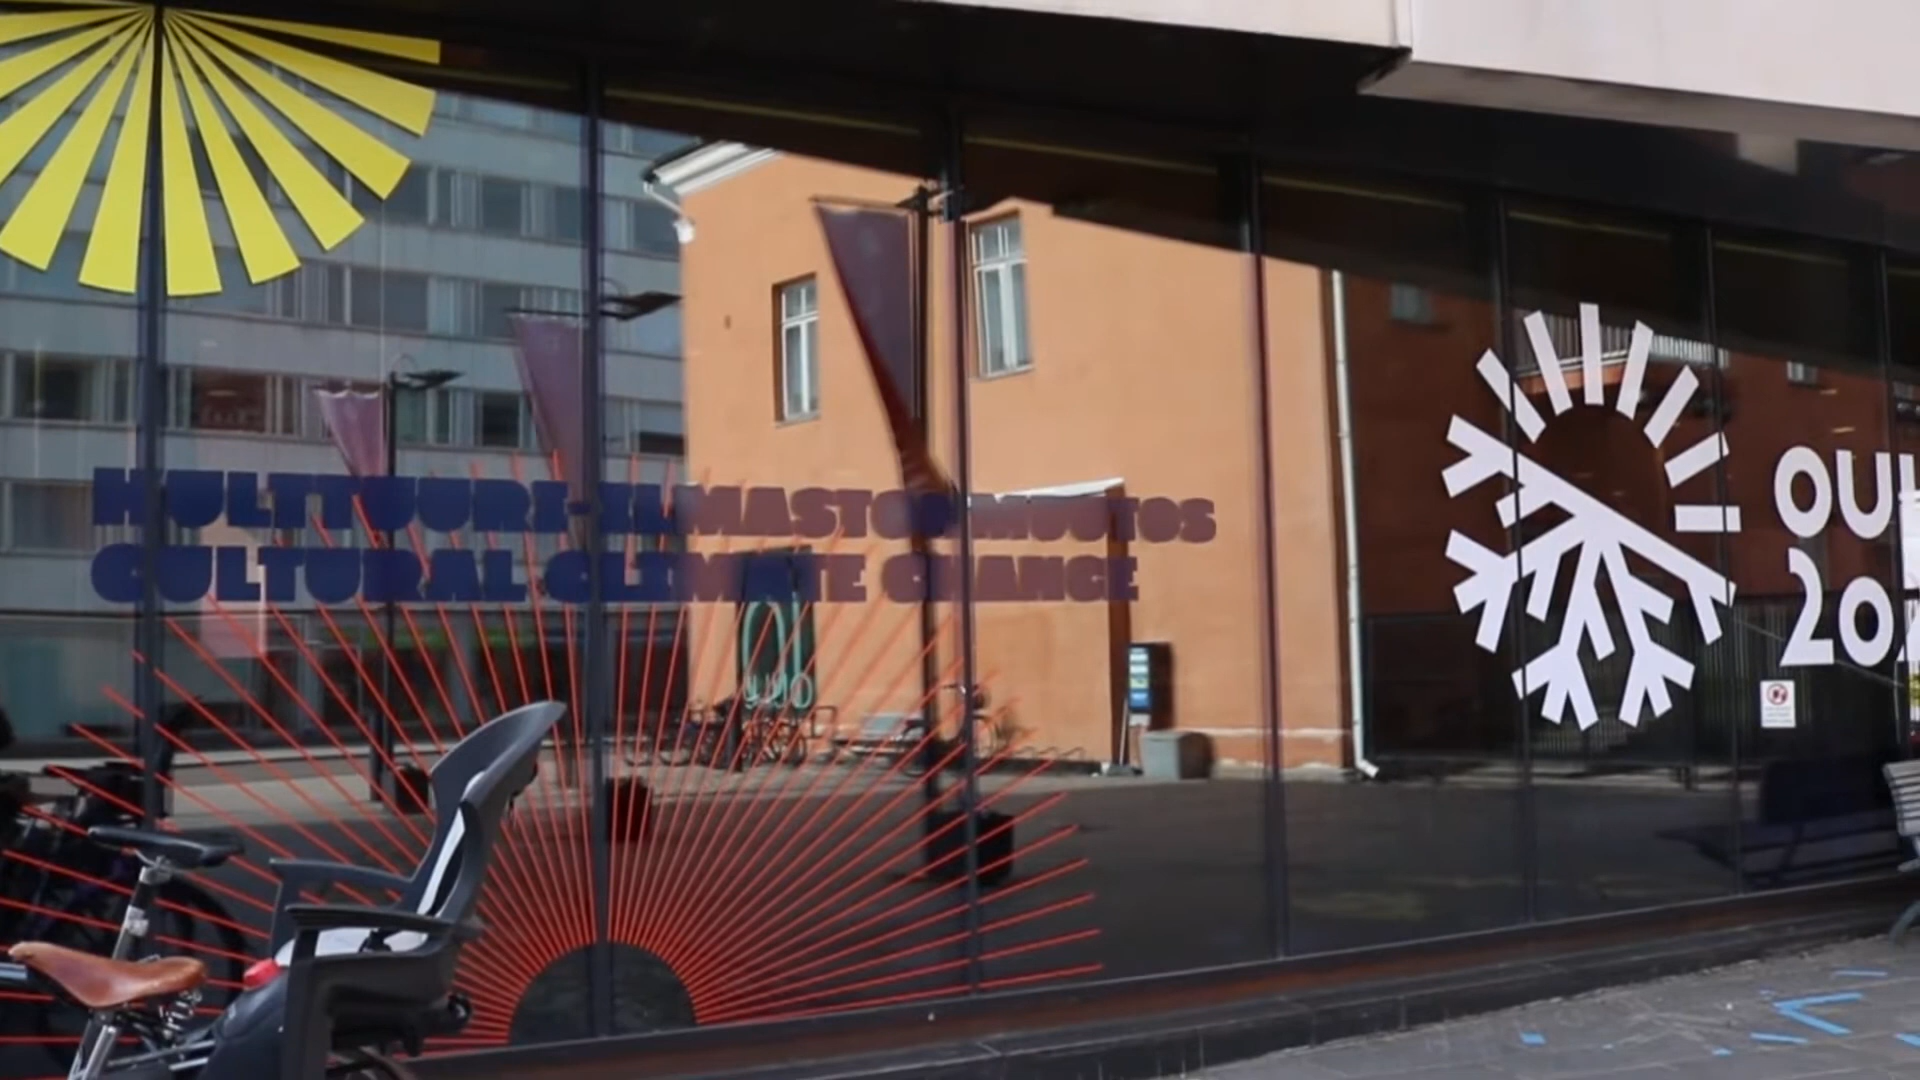 KULTTUURI-ILMASTONMUUTOS
CULTURAL CLIMATE CHANGE
OU
20